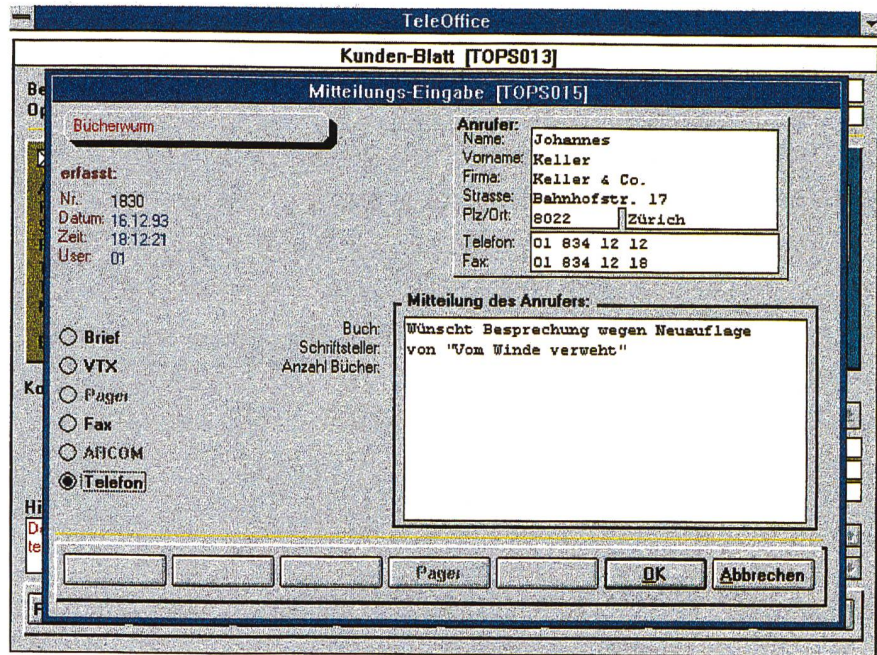 TeleOffice
Kunden-Blatt [TOPS013]
Mitteilungs-Eingabe [TOPS015]
Bücherwurm
erfasst:
Nr.: 1830
Datum: 16.12.93
Zeit: 18:12:21
User: 01
Anrufer:
Name: Johannes
Vorname: Keller
Firma: Keller & Co.
Strasse: Bahnhofstr. 17
Plz/Ort: 8022 Zürich
Telefon: 01 834 12 12
Fax: 01 834 12 18
Brief
VTX
Pager
Fax
ARCOM
Telefon
Buch:
Schriftsteller:
Anzahl Bücher:
Mitteilung des Anrufers:
Wünscht Besprechung wegen Neuauflage
von "Vom Winde verweht"
Pager
OK
Abbrechen